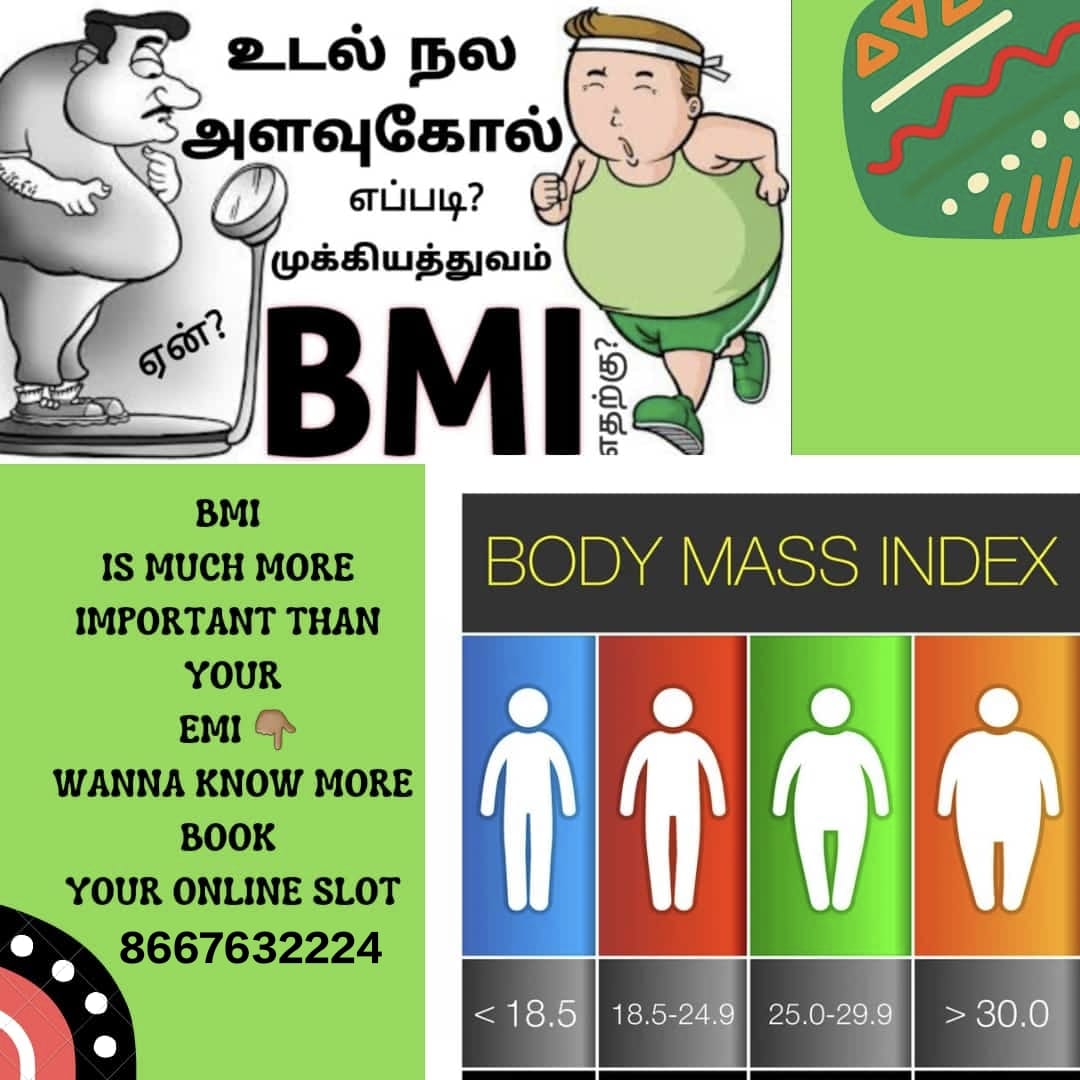 உடல் நல
அளவுகோல்
எப்படி?
முக்கியத்துவம்
ஏன்?
BMI
எதற்கு?
BMI
IS MUCH MORE
IMPORTANT THAN
YOUR
EMI 👇🏽
WANNA KNOW MORE
BOOK
YOUR ONLINE SLOT
8667632224
BODY MASS INDEX
< 18.5 18.5-24.9 25.0-29.9 > 30.0